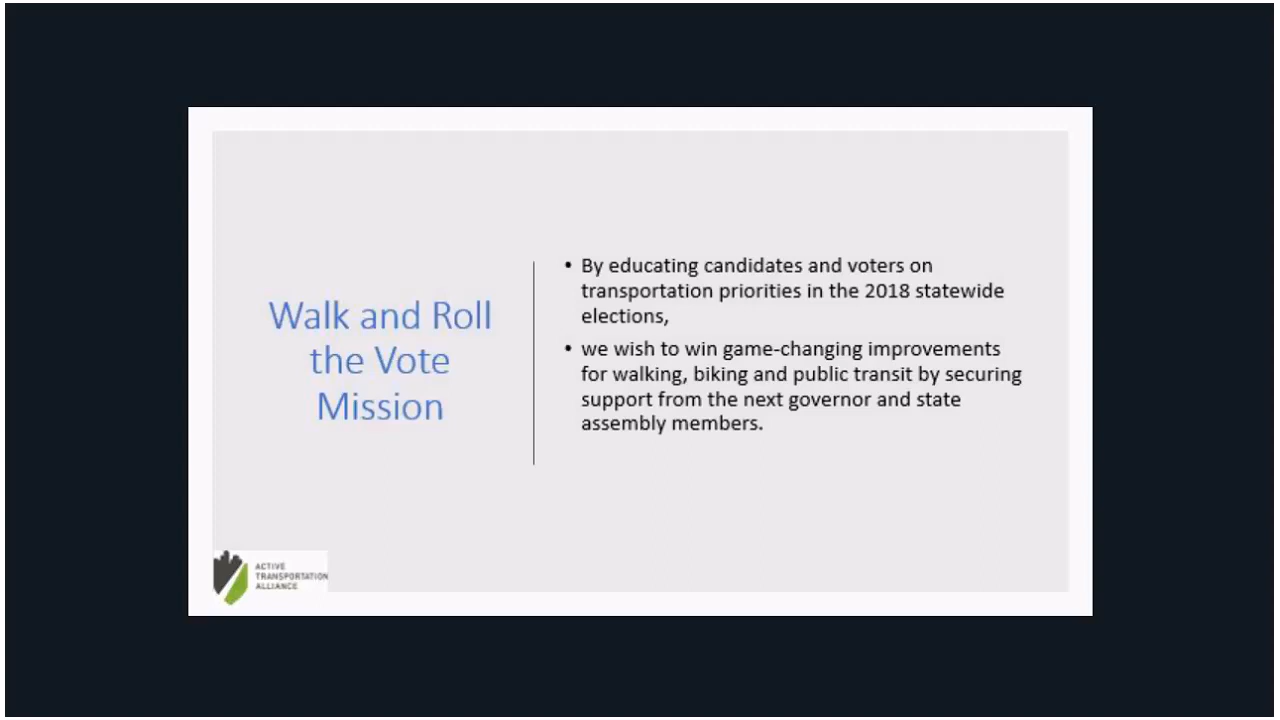 Walk and Roll
the Vote
Mission
• By educating candidates and voters on
transportation priorities in the 2018 statewide
elections,
• we wish to win game-changing improvements
for walking, biking and public transit by securing
support from the next governor and state
assembly members.
ACTIVE
TRANSPORTATION
ALLIANCE